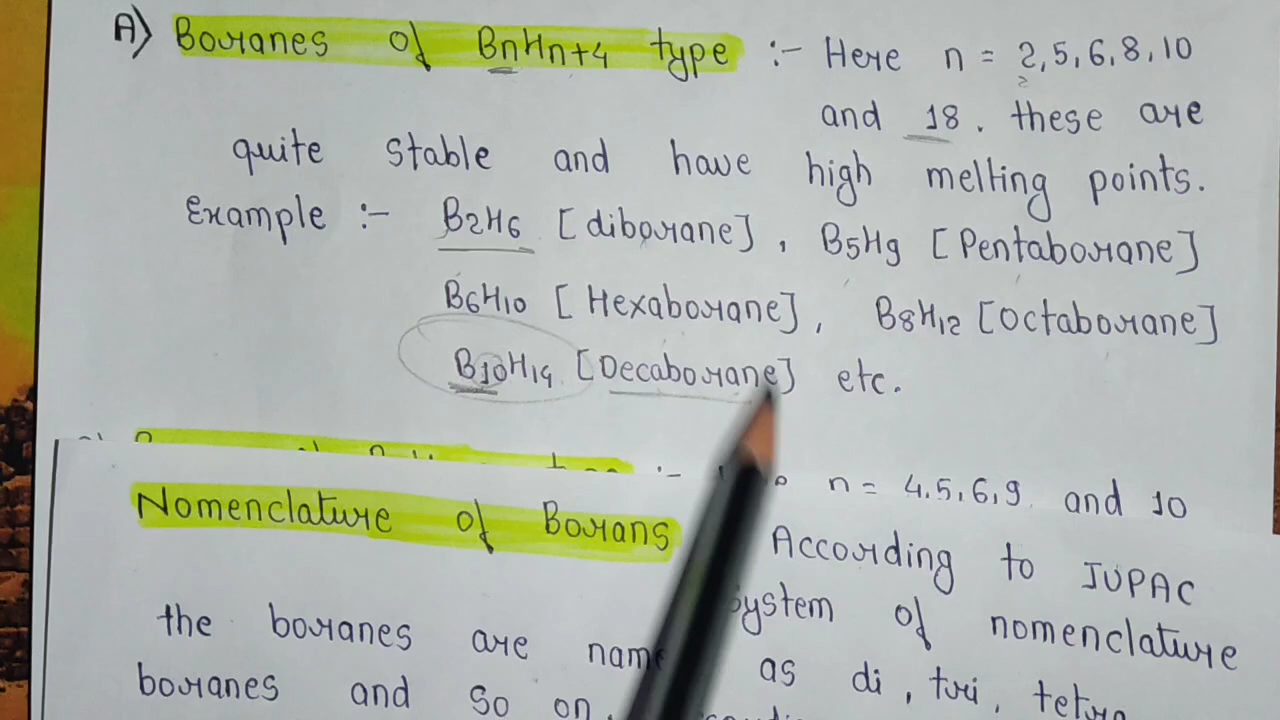 A) Boranes of BnHn+4 type :- Here n = 2,5,6,8,10
and 18. these are
quite stable and have high melting points.
Example :- B2H6 [diborane], B5H9 [Pentaborane]
B6H10 [Hexaborane], B8H12 [Octaborane]
B10H14 [Decaborane] etc.
n= 4,5,6,9 and 10
Nomenclature of Borans According to IUPAC
system of nomenclature
the boranes are as di, tri, tetra
boranes and so on.